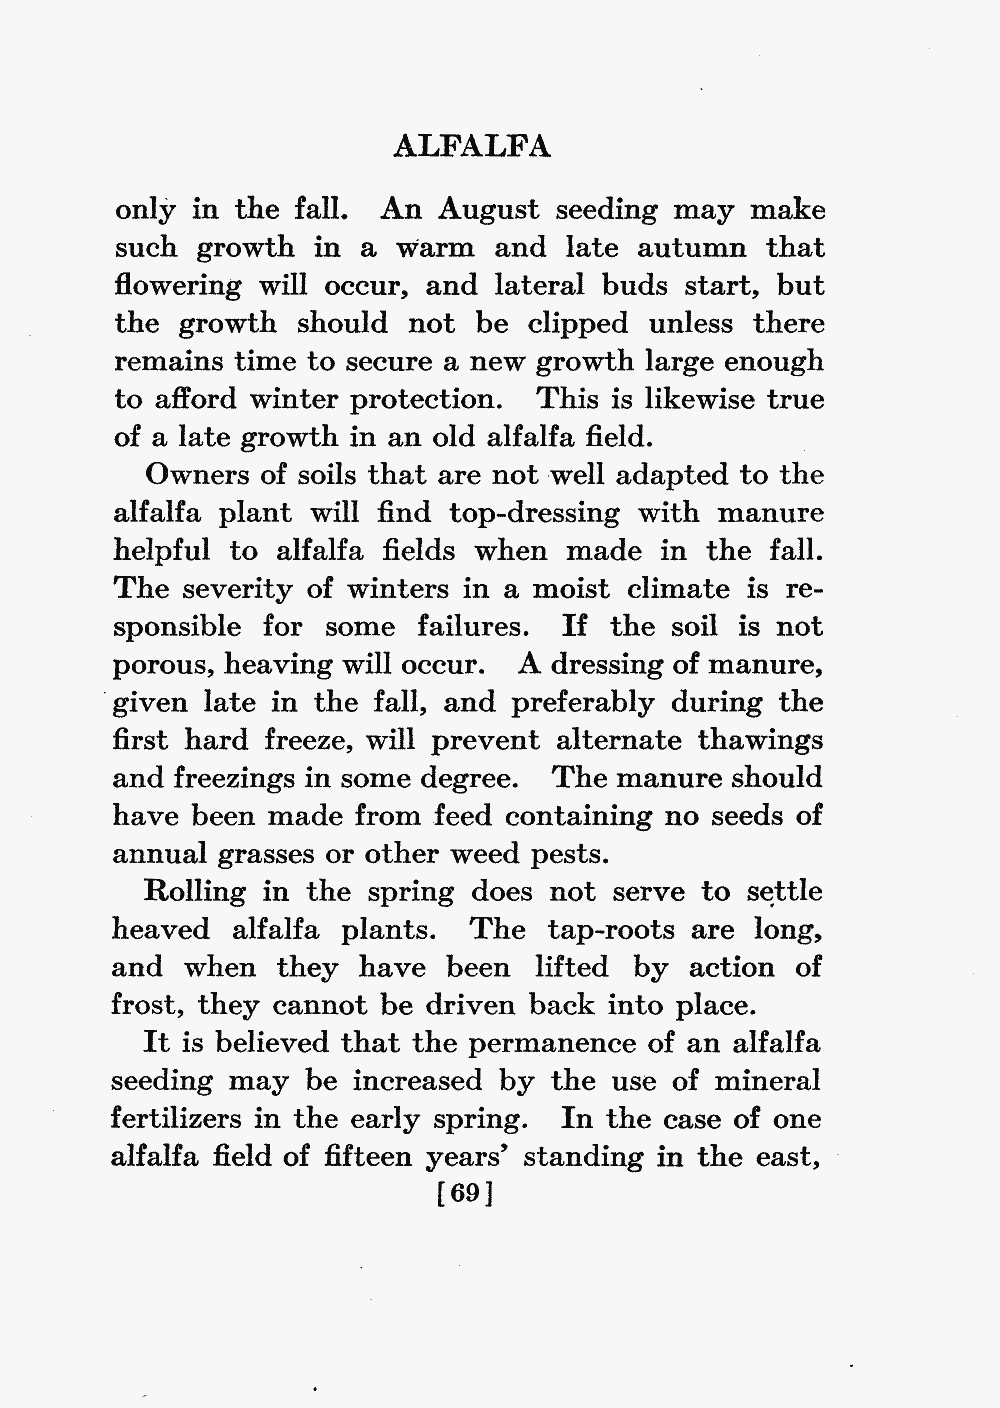 ALFALFA
only in the fall. An August seeding may make
such growth in a warm and late autumn that
flowering will occur, and lateral buds start, but
the growth should not be clipped unless there
remains time to secure a new growth large enough
to afford winter protection. This is likewise true
of a late growth in an old alfalfa field.
Owners of soils that are not well adapted to the
alfalfa plant will find top-dressing with manure
helpful to alfalfa fields when made in the fall.
The severity of winters in a moist climate is re-
sponsible for some failures. If the soil is not
porous, heaving will occur. A dressing of manure,
given late in the fall, and preferably during the
first hard freeze, will prevent alternate thawings
and freezings in some degree. The manure should
have been made from feed containing no seeds of
annual grasses or other weed pests.
Rolling in the spring does not serve to settle
heaved alfalfa plants. The tap-roots are long,
and when they have been lifted by action of
frost, they cannot be driven back into place.
It is believed that the permanence of an alfalfa
seeding may be increased by the use of mineral
fertilizers in the early spring. In the case of one
alfalfa field of fifteen years' standing in the east,
[69]